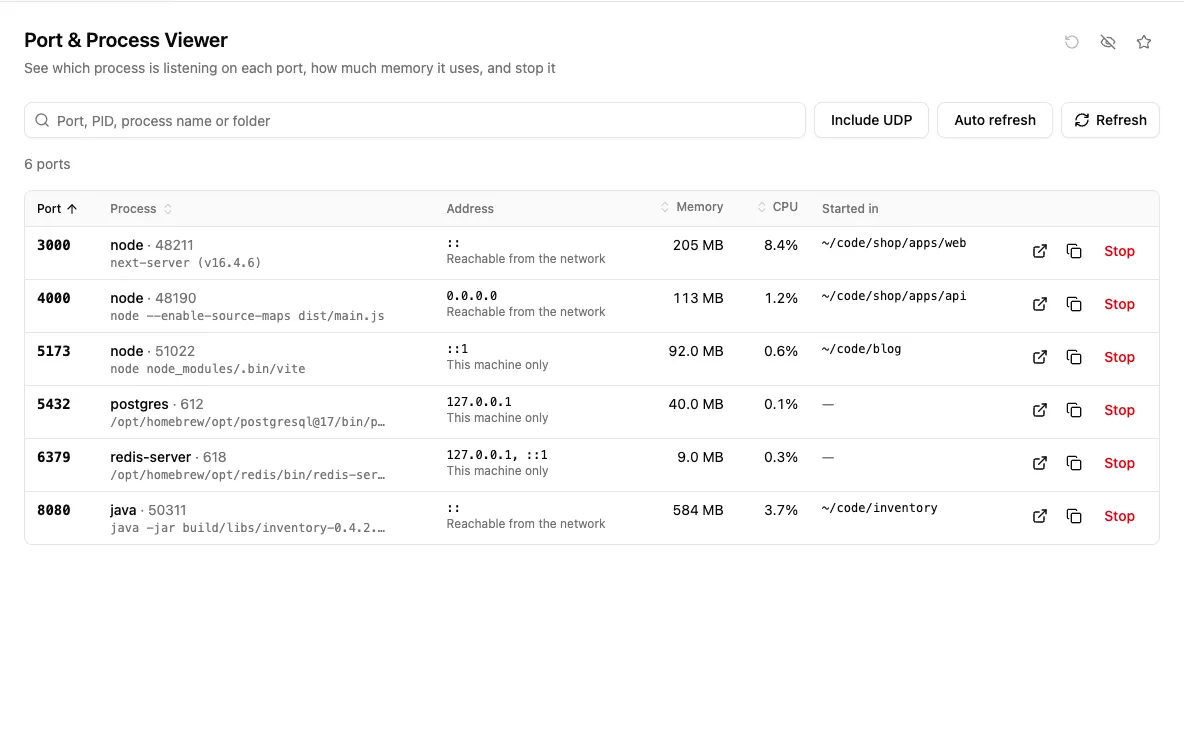 Port & Process Viewer
See which process is listening on each port, how much memory it uses, and stop it
Port, PID, process name or folder
Include UDP
Auto refresh
Refresh
6 ports
Port Process Address Memory CPU Started in
3000 node · 48211 :: 205 MB 8.4% ~/code/shop/apps/web Stop
next-server (v16.4.6) Reachable from the network
4000 node · 48190 0.0.0.0 113 MB 1.2% ~/code/shop/apps/api Stop
node --enable-source-maps dist/main.js Reachable from the network
5173 node · 51022 ::1 92.0 MB 0.6% ~/code/blog Stop
node node_modules/.bin/vite This machine only
5432 postgres · 612 127.0.0.1 40.0 MB 0.1% — Stop
/opt/homebrew/opt/postgresql@17/bin/p… This machine only
6379 redis-server · 618 127.0.0.1, ::1 9.0 MB 0.3% — Stop
/opt/homebrew/opt/redis/bin/redis-ser… This machine only
8080 java · 50311 :: 584 MB 3.7% ~/code/inventory Stop
java -jar build/libs/inventory-0.4.2.… Reachable from the network